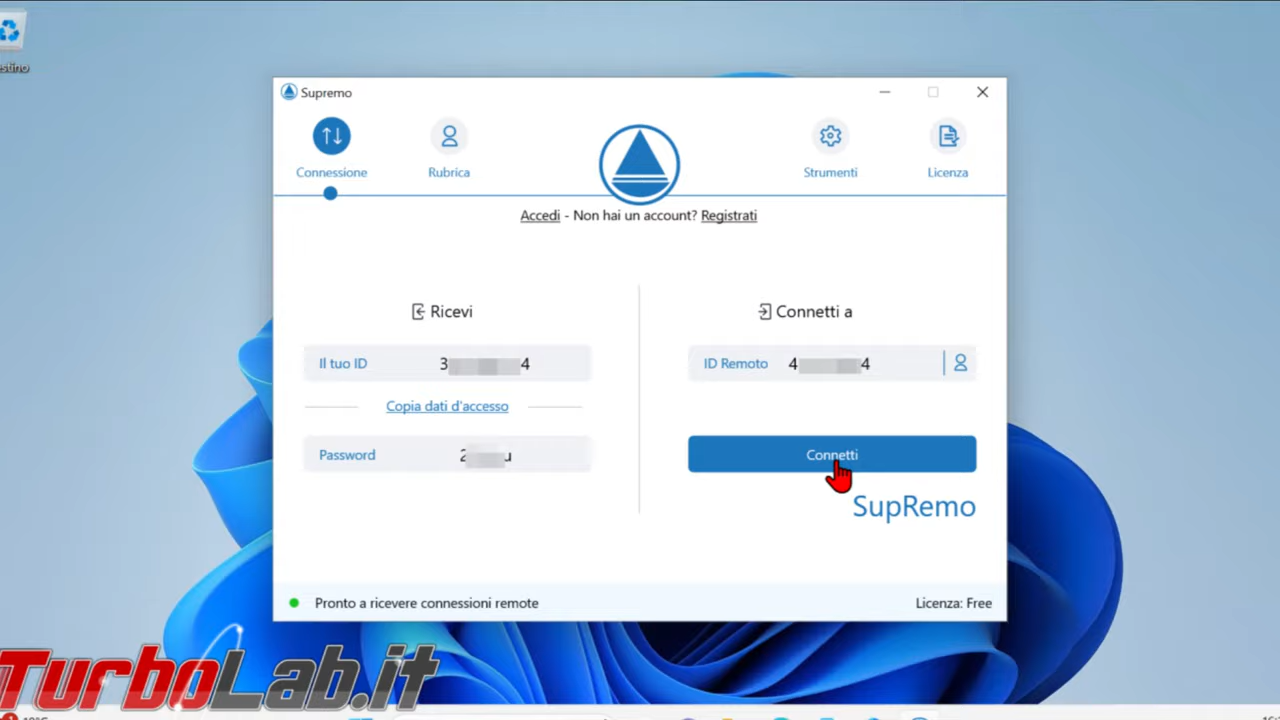 Supremo
Connessione
Rubrica
Strumenti
Licenza
Accedi - Non hai un account? Registrati
Ricevi
Il tuo ID
Copia dati d'accesso
Password
Connetti a
ID Remoto
Connetti
SupRemo
Pronto a ricevere connessioni remote
Licenza: Free
TurboLab.it